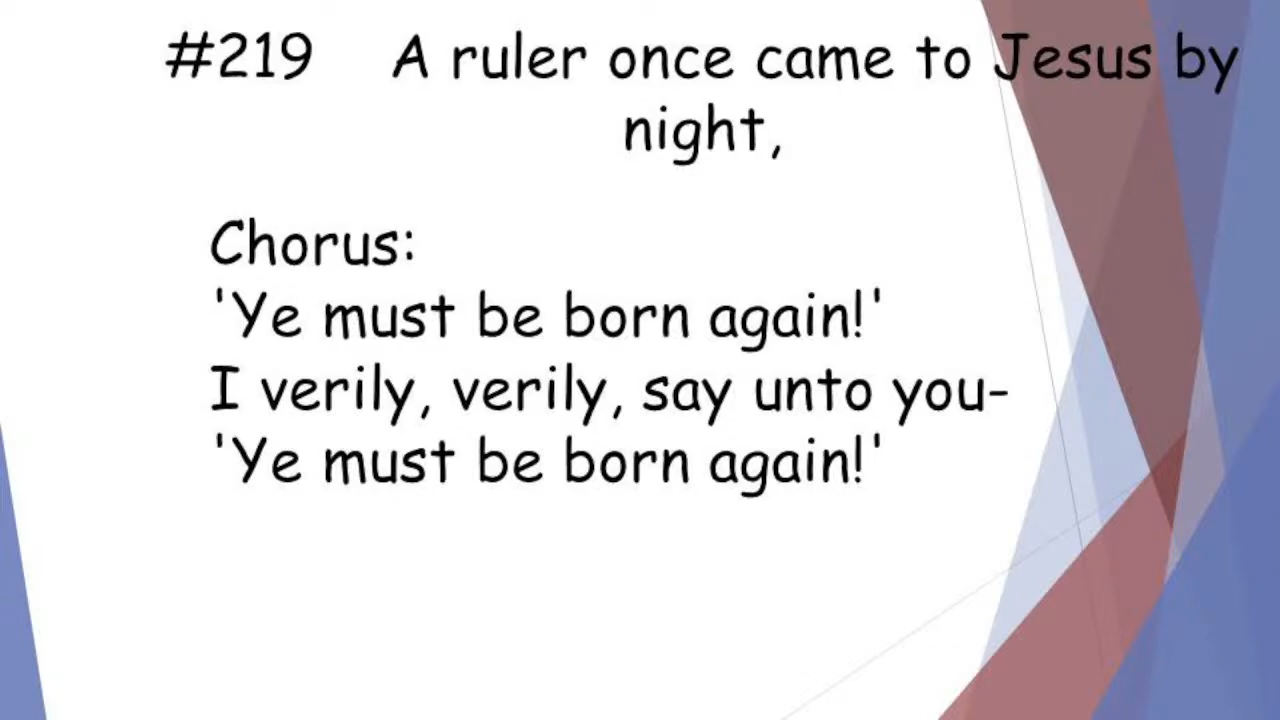 #219 A ruler once came to Jesus by
night,
Chorus:
'Ye must be born again!'
I verily, verily, say unto you-
'Ye must be born again!'